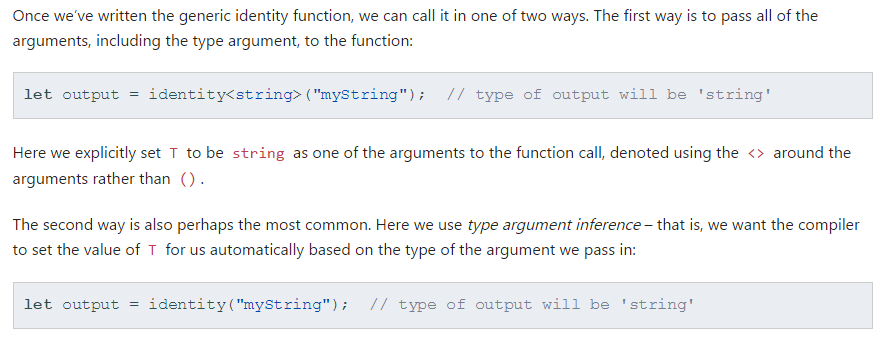 Once we've written the generic identity function, we can call it in one of two ways. The first way is to pass all of the
arguments, including the type argument, to the function:
let output = identity<string>("myString");  // type of output will be 'string'
Here we explicitly set T to be string as one of the arguments to the function call, denoted using the <> around the
arguments rather than ().
The second way is also perhaps the most common. Here we use type argument inference – that is, we want the compiler
to set the value of T for us automatically based on the type of the argument we pass in:
let output = identity("myString");  // type of output will be 'string'